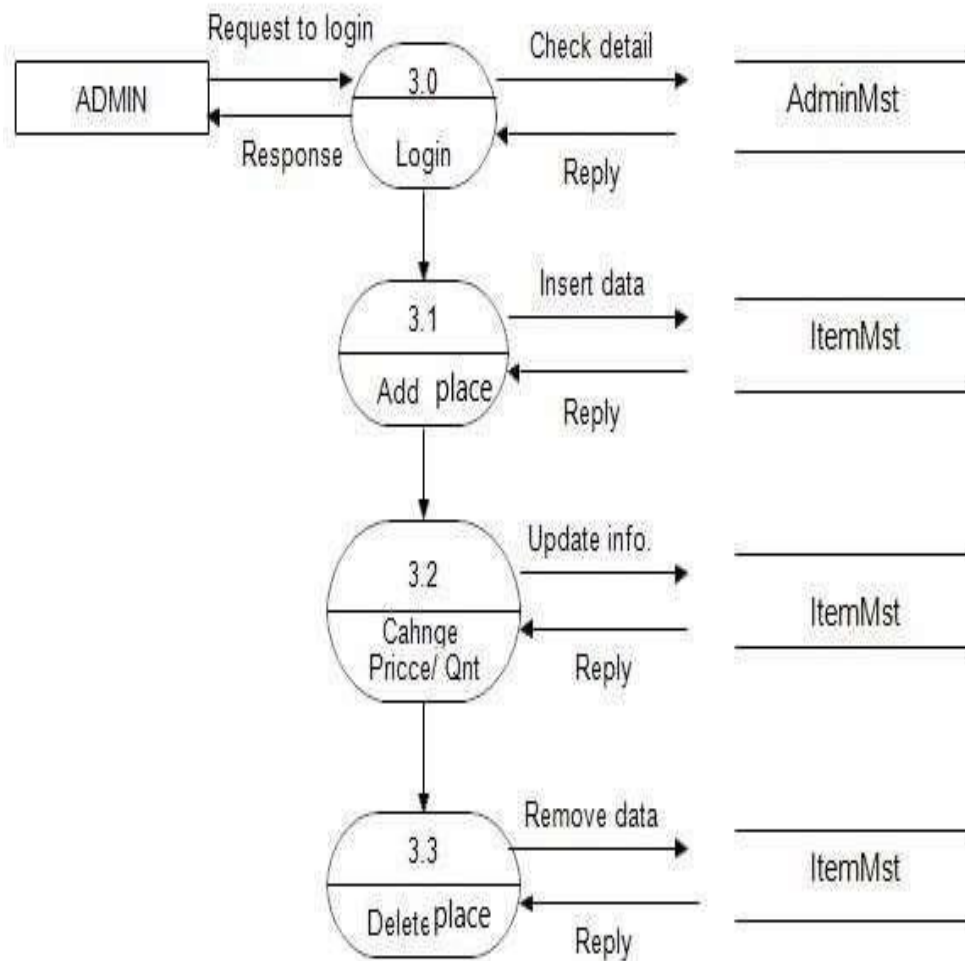 Request to login
Check detail
ADMIN
3.0
AdminMst
Response
Login
Reply
Insert data
3.1
ItemMst
Add place
Reply
Update info.
3.2
ItemMst
Cahnge
Pricce/ Qnt
Reply
Remove data
3.3
ItemMst
Delete place
Reply